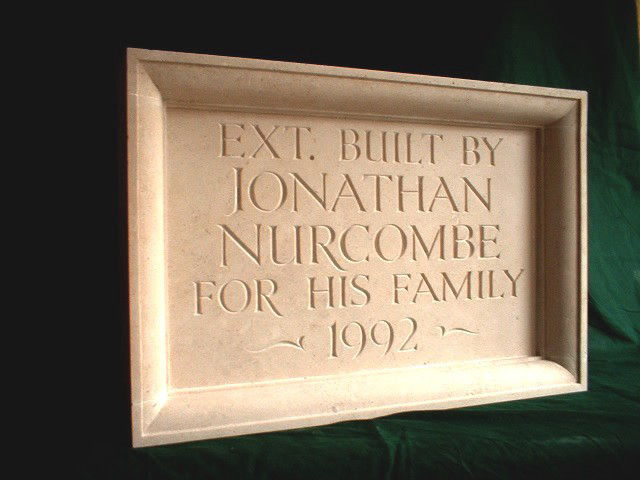 EXT. BUILT BY
JONATHAN
NURCOMBE
FOR HIS FAMILY
~ 1992 ~